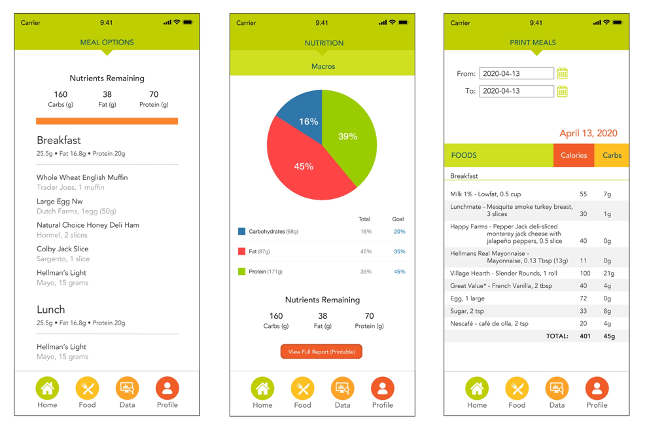 Carrier 9:41
MEAL OPTIONS
Nutrients Remaining
160 38 70
Carbs (g) Fat (g) Protein (g)
Breakfast
25.5g • Fat 16.8g • Protein 20g
Whole Wheat English Muffin
Trader Joes, 1 muffin
Large Egg Nw
Dutch Farms, 1egg (50g)
Natural Choice Honey Deli Ham
Hormel, 2 slices
Colby Jack Slice
Sargento, 1 slice
Hellman's Light
Mayo, 15 grams
Lunch
25.5g • Fat 16.8g • Protein 20g
Hellman's Light
Mayo, 15 grams
Home Food Data Profile
Carrier 9:41
NUTRITION
Macros
16%
39%
45%
Total Goal
Carbohydrates (68g) 16% 20%
Fat (87g) 45% 35%
Protein (171g) 45%
Nutrients Remaining
160 38 70
Carbs (g) Fat (g) Protein (g)
View Full Report (Printable)
Home Food Data Profile
Carrier 9:41
PRINT MEALS
From: 2020-04-13
To: 2020-04-13
April 13, 2020
FOODS Calories Carbs
Breakfast
Milk 1% - Lowfat, 0.5 cup 55 7g
Lunchmate - Mesquite smoke turkey breast,
3 slices 30 1g
Happy Farms - Pepper Jack deli-sliced
monterey jack cheese with
jalapeño peppers, 0.5 slice 40 0g
Hellmans Real Mayonnaise -
Mayonnaise, 0.13 Tbsp (13g) 11 0g
Village Hearth - Slender Rounds, 1 roll 100 21g
Great Value* - French Vanilla, 2 tbsp 40 4g
Egg, 1 large 72 0g
Sugar, 2 tsp 33 8g
Nescafé - café de olla, 2 tsp 20 4g
TOTAL: 401 45g
Home Food Data Profile